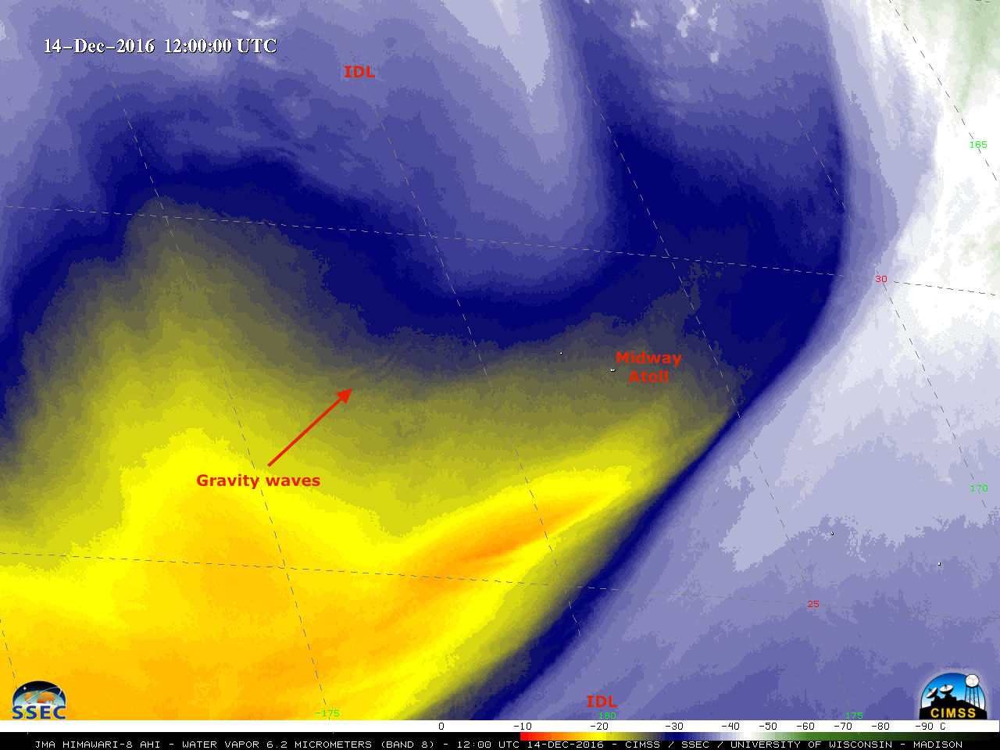 14-Dec-2016 12:00:00 UTC
IDL
165
30
Midway
Atoll
Gravity waves
170
25
IDL
SSEC
CIMSS
-175
180
175
0 -10 -20 -30 -40 -50 -60 -70 -80 -90 C
JMA HIMAWARI-8 AHI - WATER VAPOR 6.2 MICROMETERS (BAND 8) - 12:00 UTC 14-DEC-2016 - CIMSS / SSEC / UNIVERSITY OF WISCONSIN - MADISON